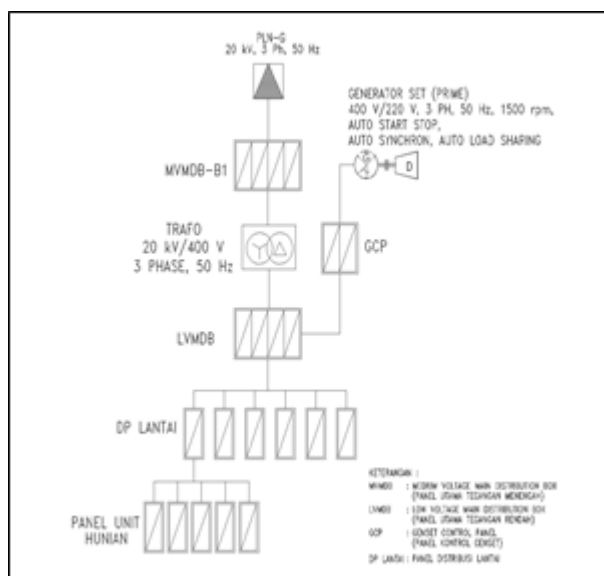 PLN-G
20 kV, 3 Ph, 50 Hz
GENERATOR SET (PRIME)
400 V/220 V, 3 PH, 50 Hz, 1500 rpm,
AUTO START STOP,
AUTO SYNCHRON, AUTO LOAD SHARING
G
D
MVMDB-B1
TRAFO
20 kV/400 V
3 PHASE, 50 Hz
GCP
LVMDB
DP LANTAI
PANEL UNIT
HUNIAN
KETERANGAN :
MVMDB : MEDIUM VOLTAGE MAIN DISTRIBUTION BOX
(PANEL UTAMA TEGANGAN MENENGAH)
LVMDB : LOW VOLTAGE MAIN DISTRIBUTION BOX
(PANEL UTAMA TEGANGAN RENDAH)
GCP : GENSET CONTROL PANEL
(PANEL KONTROL GENSET)
DP LANTAI : PANEL DISTRIBUSI LANTAI